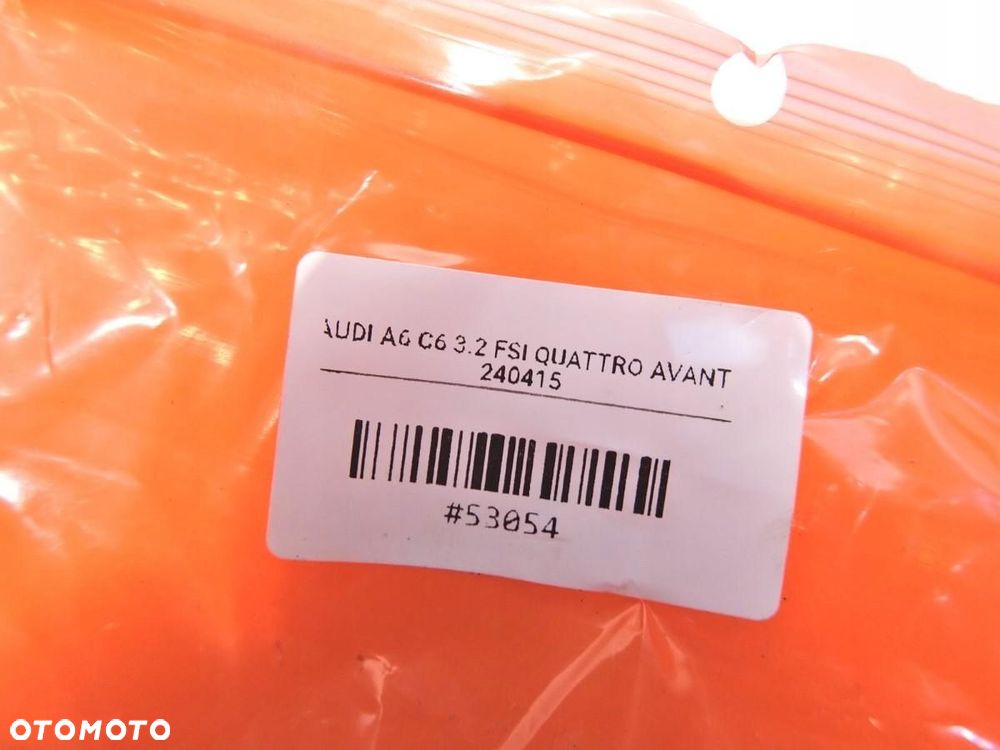 AUDI A6 C6 3.2 FSI QUATTRO AVANT
240415
#53054
OTOMOTO